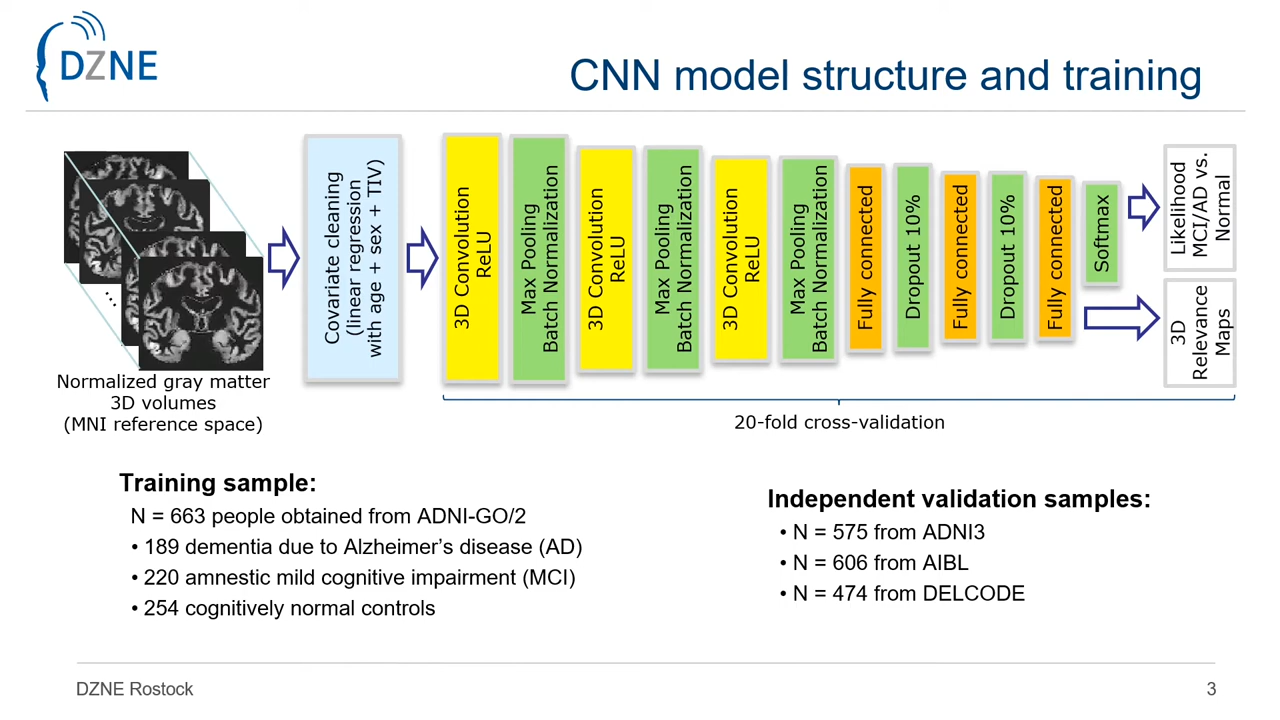 DZNE
CNN model structure and training
Normalized gray matter
3D volumes
(MNI reference space)
Covariate cleaning
(linear regression
with age + sex + TIV)
3D Convolution
ReLU
Max Pooling
Batch Normalization
3D Convolution
ReLU
Max Pooling
Batch Normalization
3D Convolution
ReLU
Max Pooling
Batch Normalization
Fully connected
Dropout 10%
Fully connected
Dropout 10%
Fully connected
Softmax
Likelihood
MCI/AD vs.
Normal
3D
Relevance
Maps
20-fold cross-validation
Training sample:
N = 663 people obtained from ADNI-GO/2
• 189 dementia due to Alzheimer’s disease (AD)
• 220 amnestic mild cognitive impairment (MCI)
• 254 cognitively normal controls
Independent validation samples:
• N = 575 from ADNI3
• N = 606 from AIBL
• N = 474 from DELCODE
DZNE Rostock
3